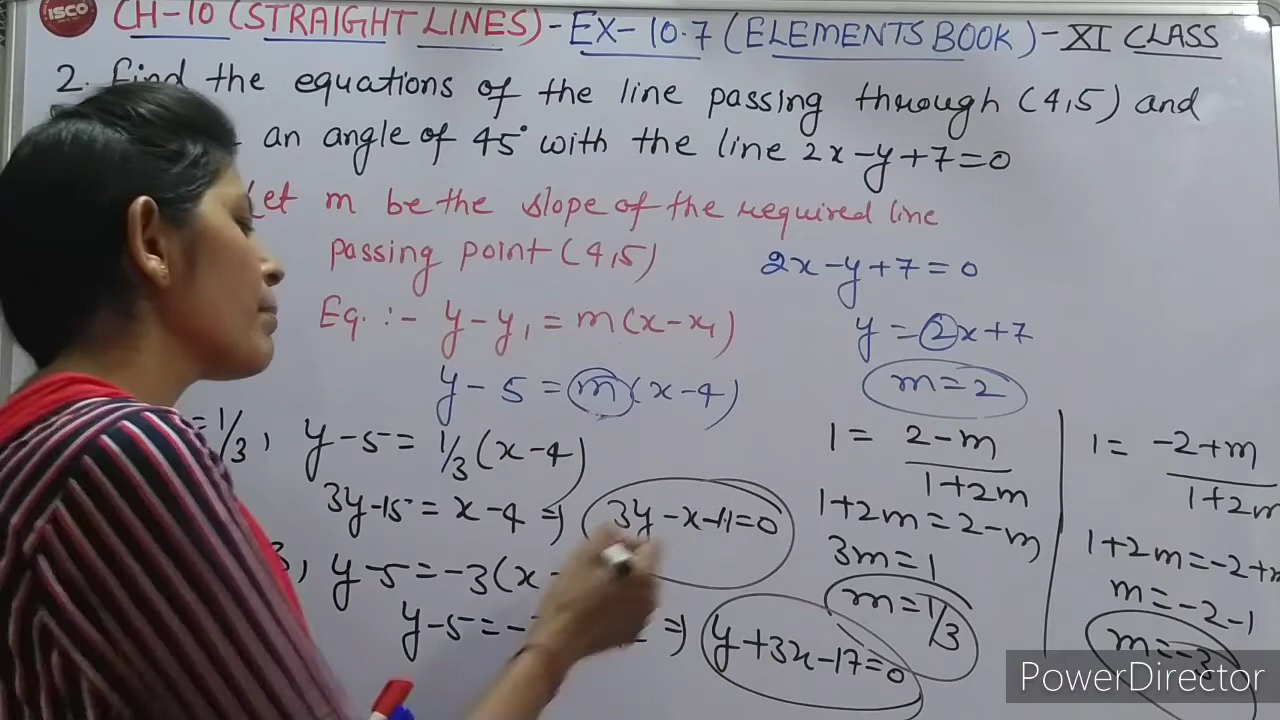 ISCO CH-10 (STRAIGHT LINES)-EX-10.7 (ELEMENTS BOOK)-XI CLASS
2. Find the equations of the line passing through (4,5) and
an angle of 45° with the line 2x-y+7=0
Let m be the slope of the required line
passing point (4,5)
2x-y+7=0
Eq. :- y-y₁=m(x-x₁)
y=2x+7
y-5=m(x-4)
m=2
=1/3, y-5=1/3(x-4)
3y-15=x-4 ⇒ 3y-x-11=0
3, y-5=-3(x-
y-5=- ⇒ y+3x-17=0
1= 2-m
1+2m
1+2m=2-m
3m=1
m=1/3
1= -2+m
1+2m
1+2m=-2+m
m=-2-1
m=-3
PowerDirector